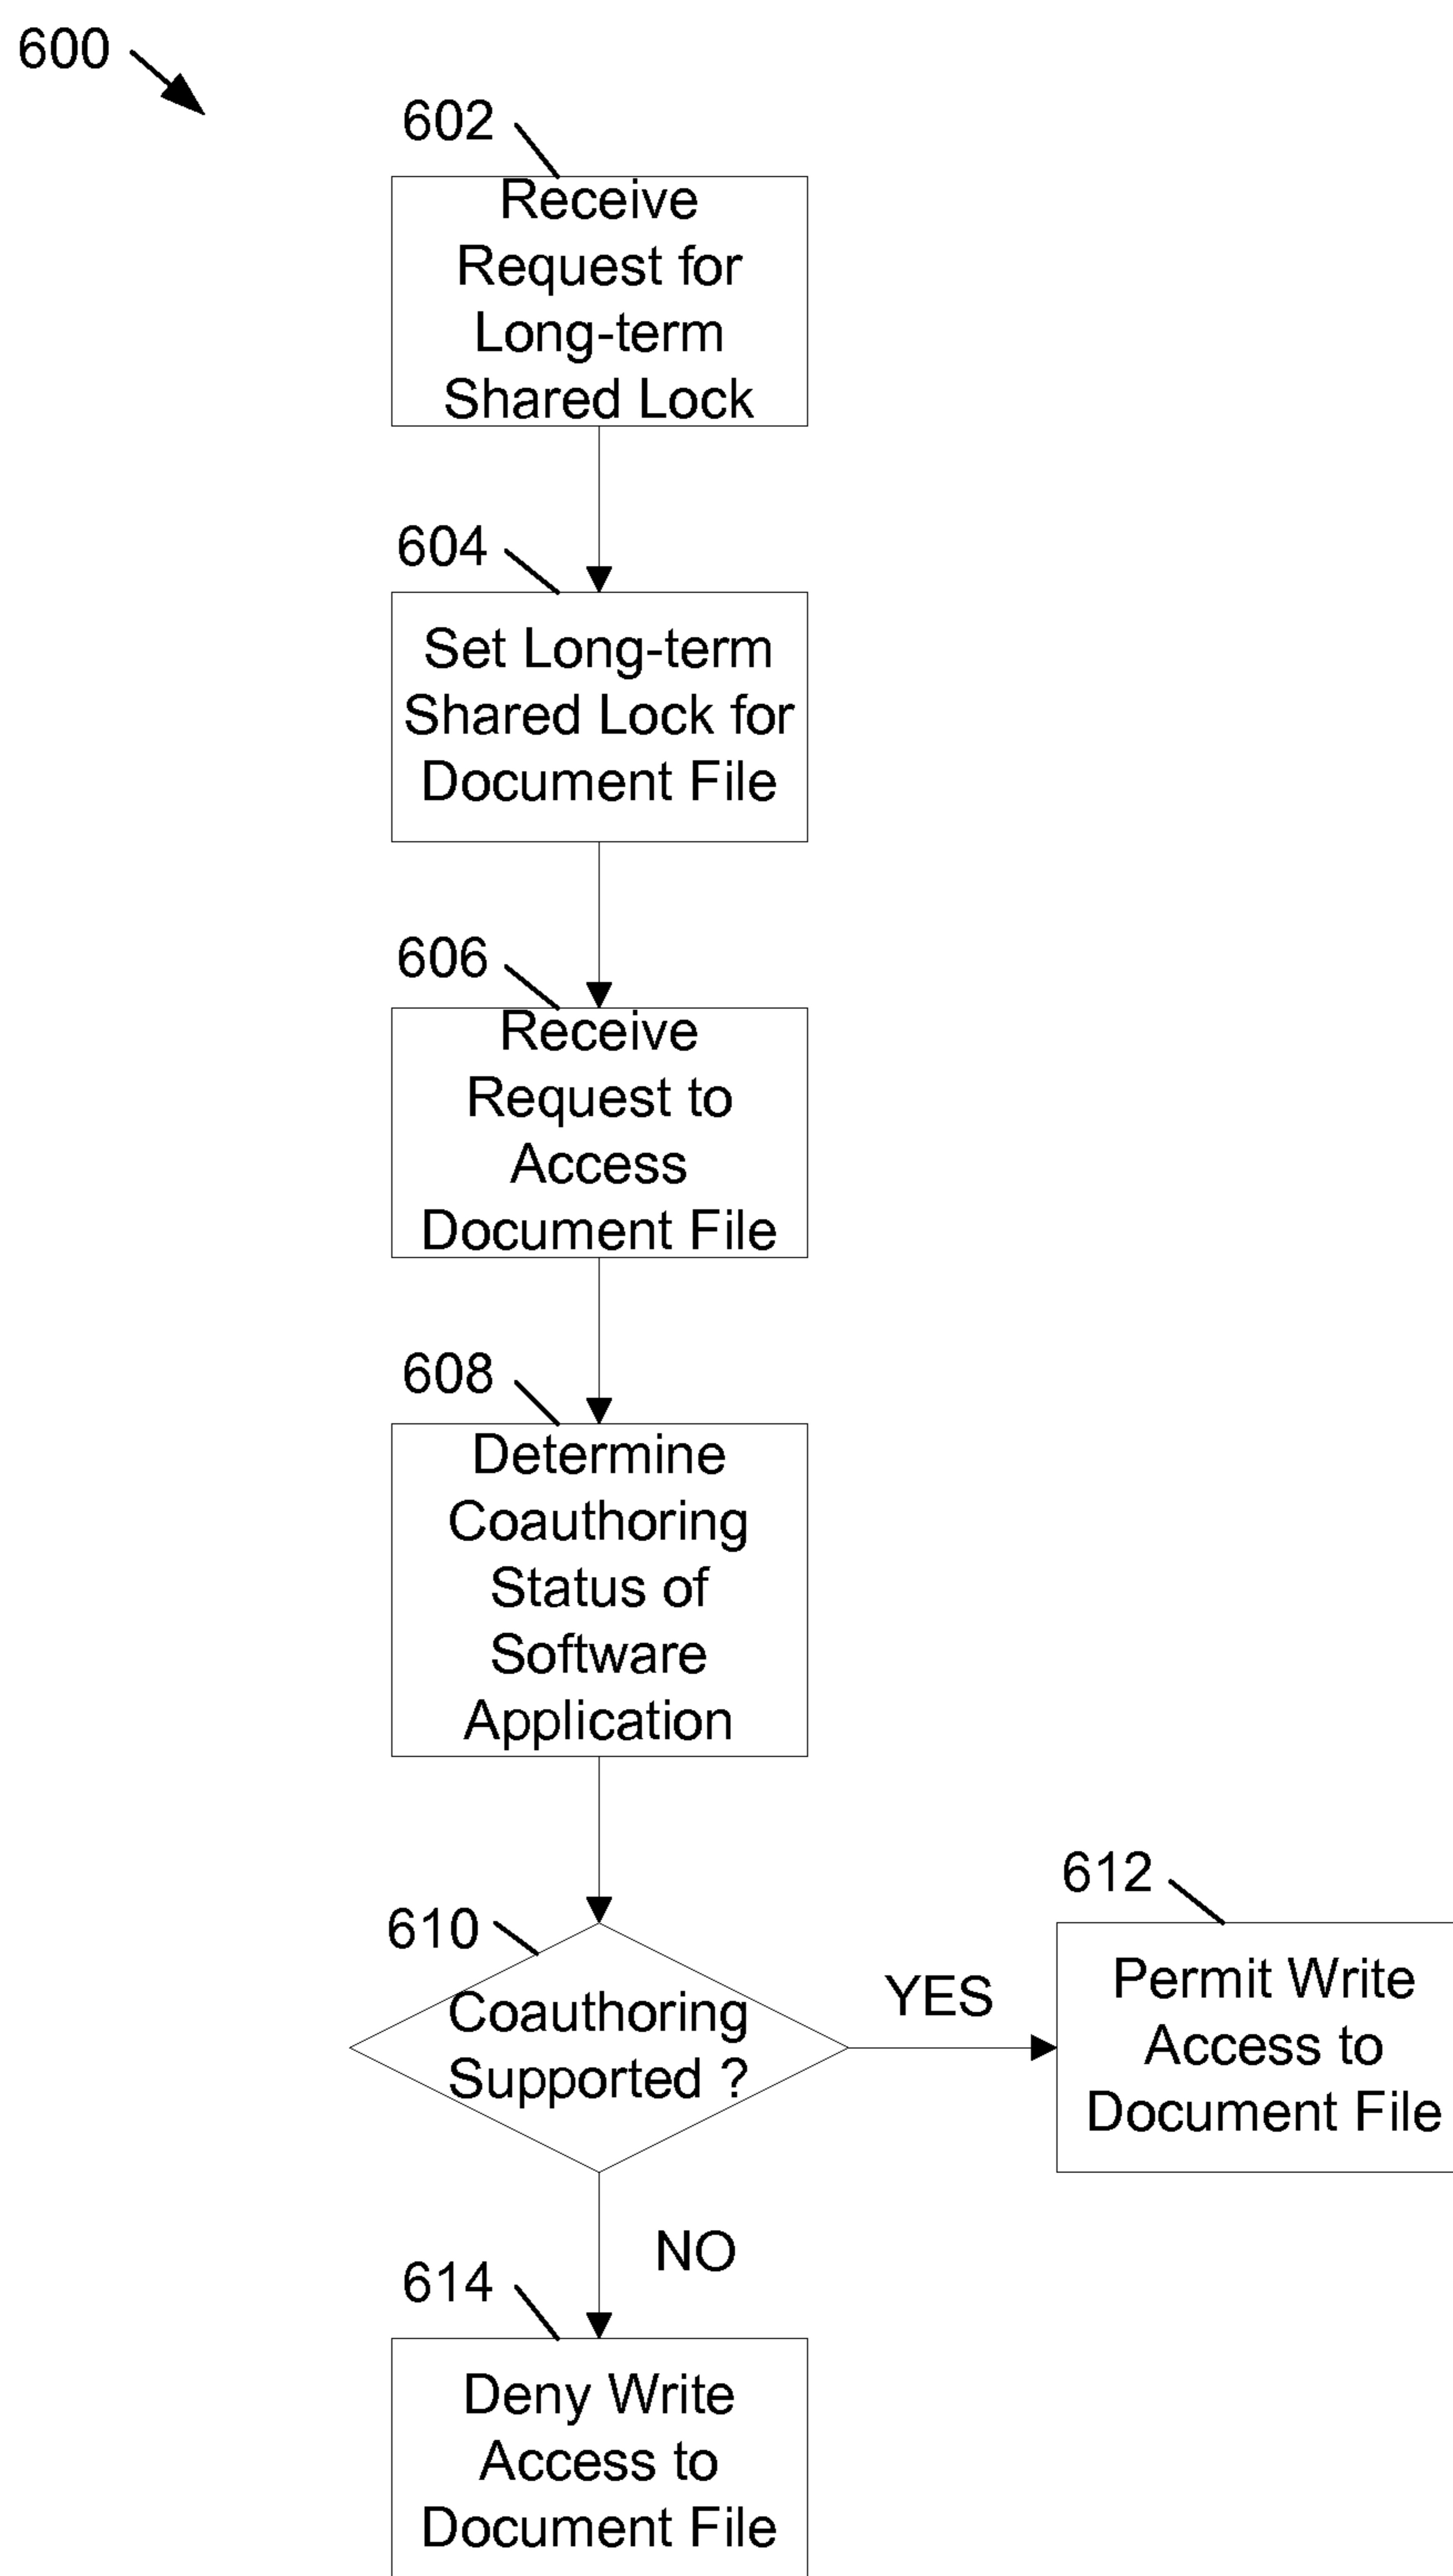 600
602
Receive
Request for
Long-term
Shared Lock
604
Set Long-term
Shared Lock for
Document File
606
Receive
Request to
Access
Document File
608
Determine
Coauthoring
Status of
Software
Application
610
Coauthoring
Supported ?
YES
612
Permit Write
Access to
Document File
NO
614
Deny Write
Access to
Document File